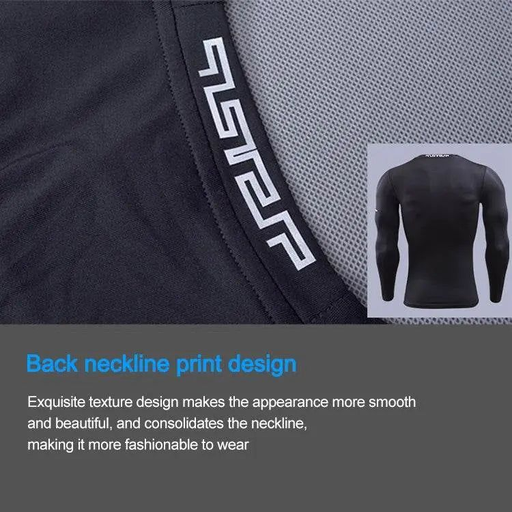 Back neckline print design
Exquisite texture design makes the appearance more smooth
and beautiful, and consolidates the neckline,
making it more fashionable to wear